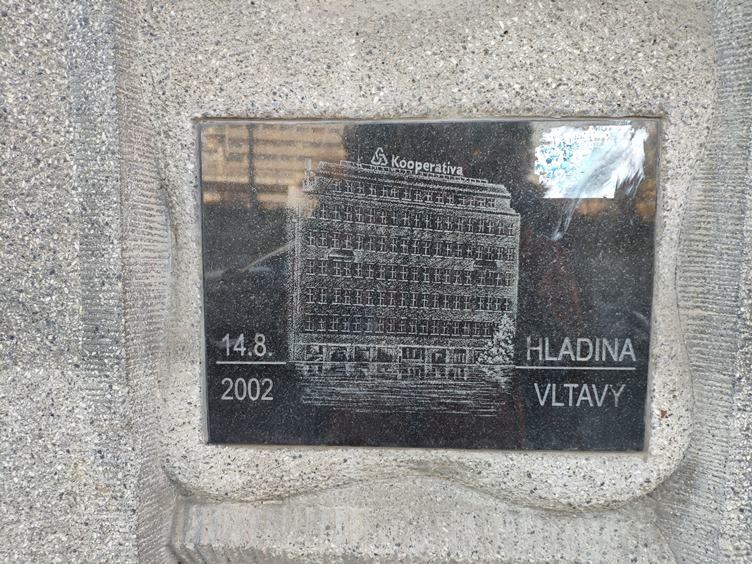 Kooperativa
14.8.
HLADINA
2002
VLTAVY